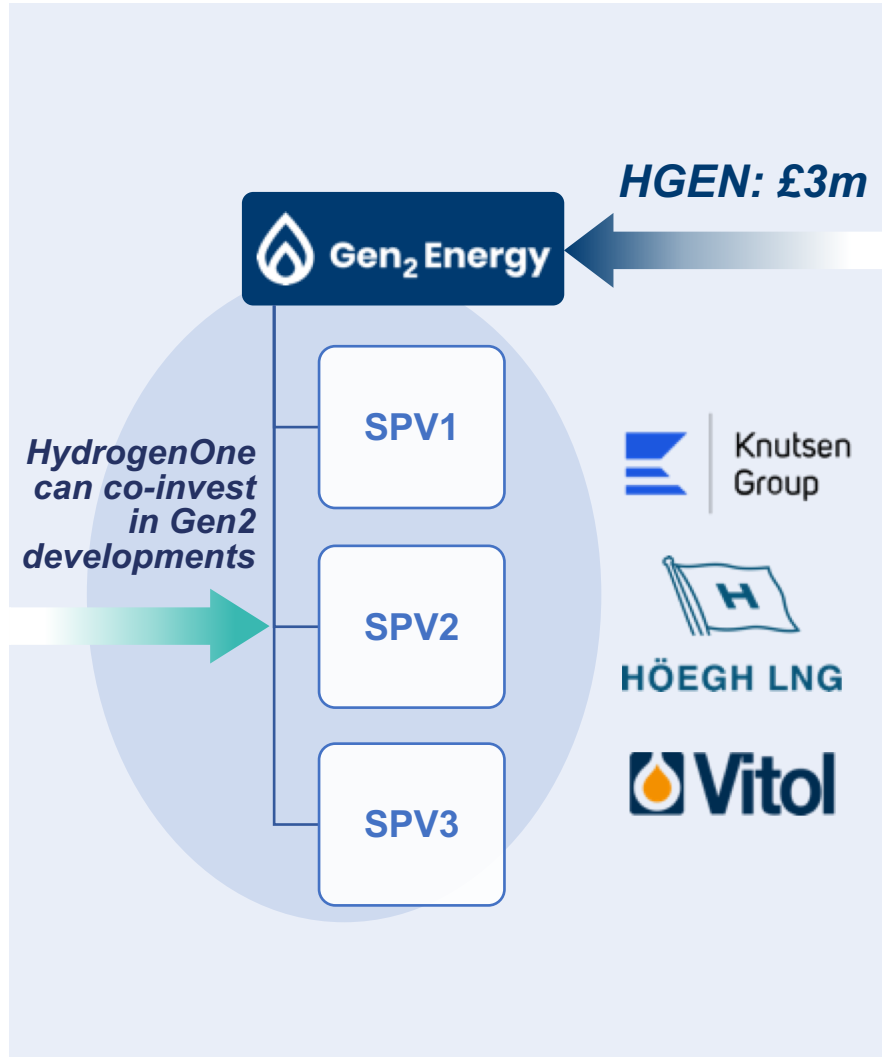 HGEN: £3m
Gen₂ Energy
SPV1
HydrogenOne
can co-invest
in Gen2
developments
Knutsen
Group
SPV2
H
HÖEGH LNG
SPV3
Vitol